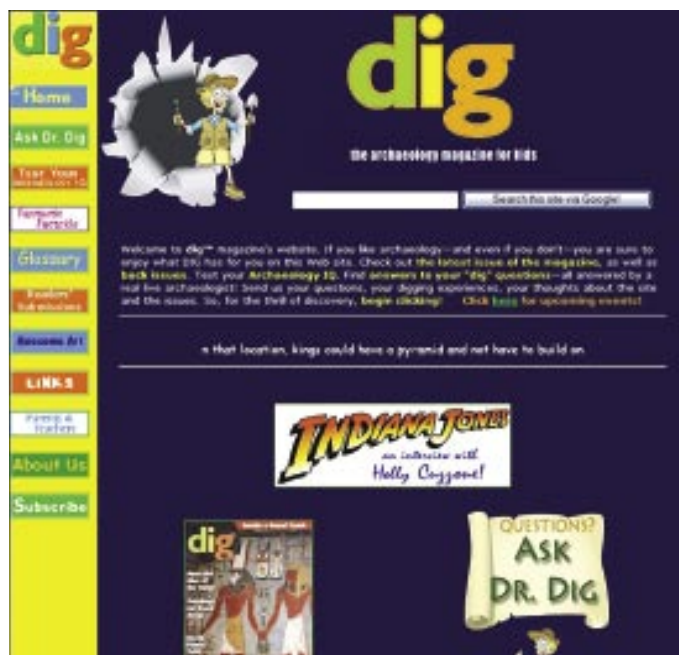 dig
Home
Ask Dr. Dig
Test Your
Fantastic
Factoids
Glossary
Readers'
Submissions
Awesome Art
LINKS
Parents &
Teachers
About Us
Subscribe
dig
the archaeology magazine for kids
Search this site via Google!
Welcome to dig™ magazine's website. If you like archaeology—and even if you don't—you are sure to
enjoy what DIG has for you on this Web site. Check out the latest issue of the magazine, as well as
back issues. Test your Archaeology IQ. Find answers to your "dig" questions—all answered by a
real live archaeologist! Send us your questions, your digging experiences, your thoughts about the site
and the issues. So, for the thrill of discovery, begin clicking! Click here for upcoming events!
n that location, kings could have a pyramid and not have to build on
INDIANA JONES
an interview with
Holly Cuzzone!
dig
QUESTIONS?
ASK
DR. DIG